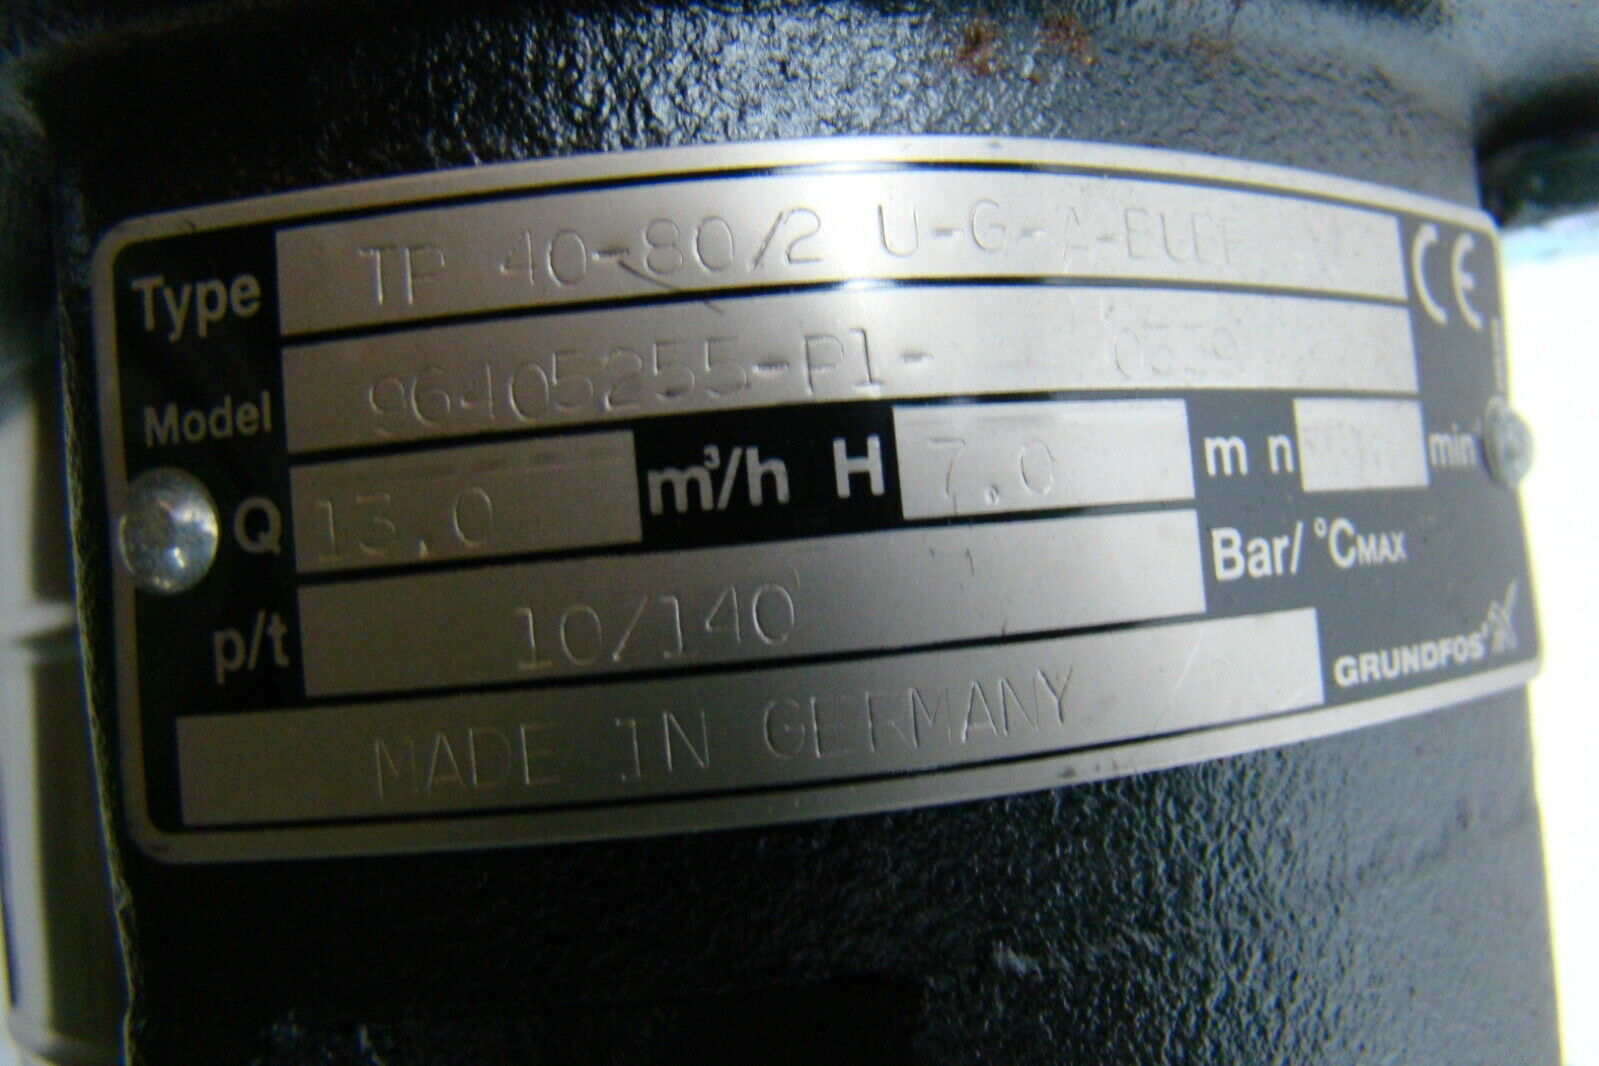 Type TP 40-80/2 U-G-A-BUBE CE
Model 96405255-P1- 0539
Q 13.0 m³/h H 7.0 m n min⁻¹
p/t 10/140 Bar/°CMAX
MADE IN GERMANY GRUNDFOS